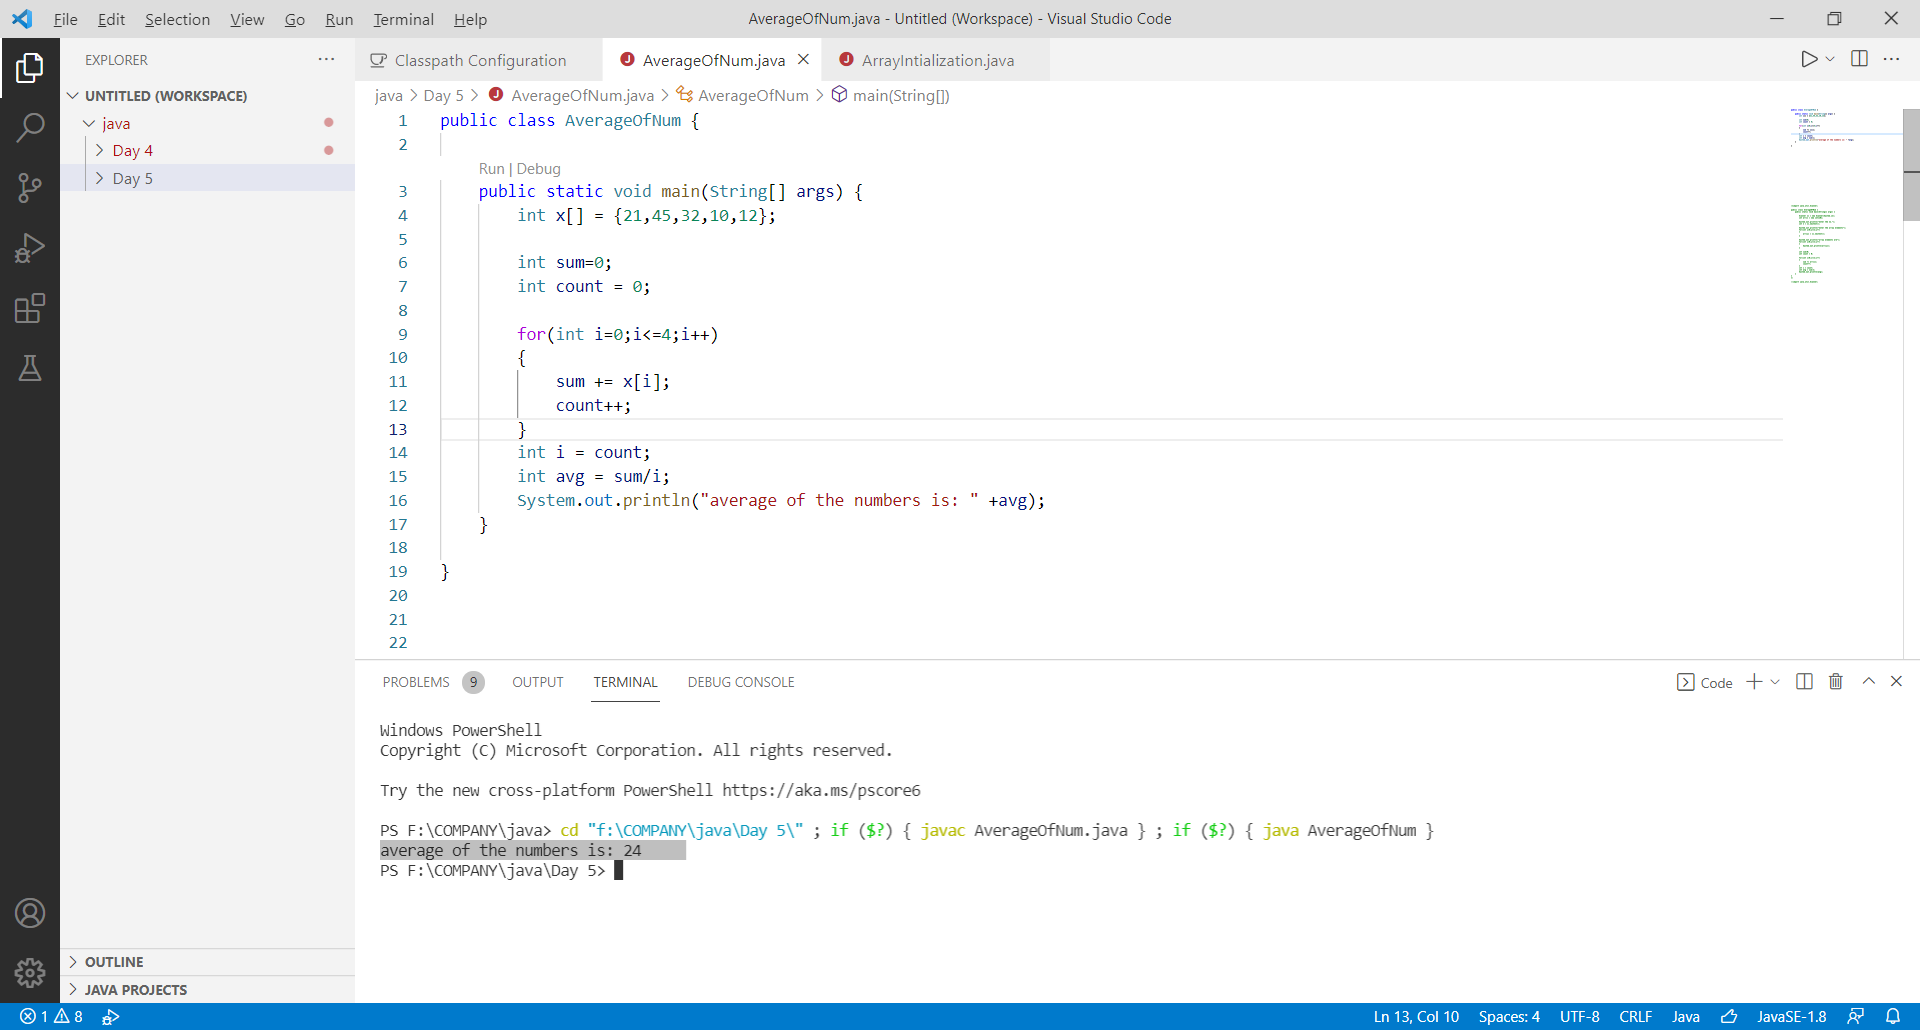 File Edit Selection View Go Run Terminal Help AverageOfNum.java - Untitled (Workspace) - Visual Studio Code
EXPLORER
UNTITLED (WORKSPACE)
java
Day 4
Day 5
OUTLINE
JAVA PROJECTS
Classpath Configuration J AverageOfNum.java J ArrayIntialization.java
java > Day 5 > J AverageOfNum.java > AverageOfNum > main(String[])
1 public class AverageOfNum {
2
Run | Debug
3 public static void main(String[] args) {
4 int x[] = {21,45,32,10,12};
5
6 int sum=0;
7 int count = 0;
8
9 for(int i=0;i<=4;i++)
10 {
11 sum += x[i];
12 count++;
13 }
14 int i = count;
15 int avg = sum/i;
16 System.out.println("average of the numbers is: " +avg);
17 }
18
19 }
20
21
22
PROBLEMS 9 OUTPUT TERMINAL DEBUG CONSOLE Code
Windows PowerShell
Copyright (C) Microsoft Corporation. All rights reserved.
Try the new cross-platform PowerShell https://aka.ms/pscore6
PS F:\COMPANY\java> cd "f:\COMPANY\java\Day 5\" ; if ($?) { javac AverageOfNum.java } ; if ($?) { java AverageOfNum }
average of the numbers is: 24
PS F:\COMPANY\java\Day 5>
1 8 Ln 13, Col 10 Spaces: 4 UTF-8 CRLF Java JavaSE-1.8